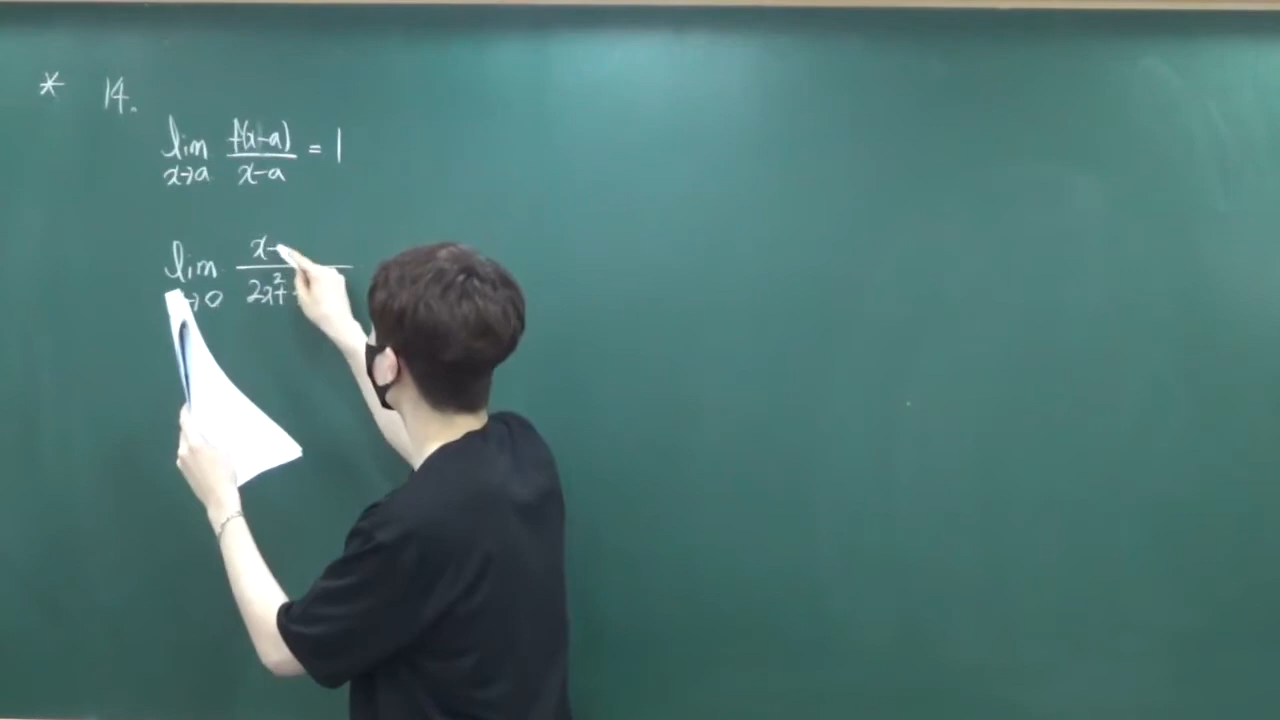 * 14.
lim x→a f(x-a)/(x-a) = 1
lim →0 (x-)/(2x²+)